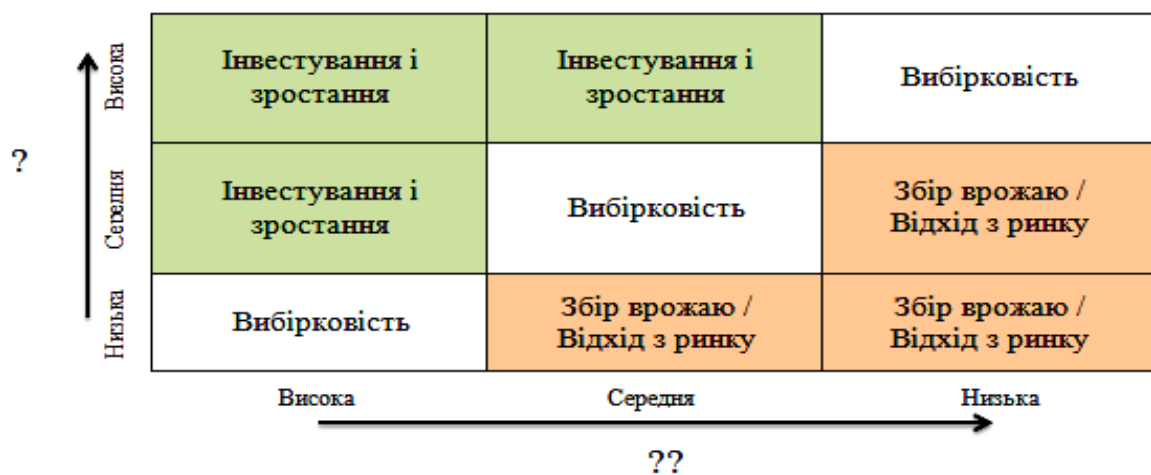 Інвестування і
зростання
Інвестування і
зростання
Вибірковість
Висока
?
Середня
Інвестування і
зростання
Вибірковість
Збір врожаю /
Відхід з ринку
Низька
Вибірковість
Збір врожаю /
Відхід з ринку
Збір врожаю /
Відхід з ринку
Висока
Середня
Низька
??